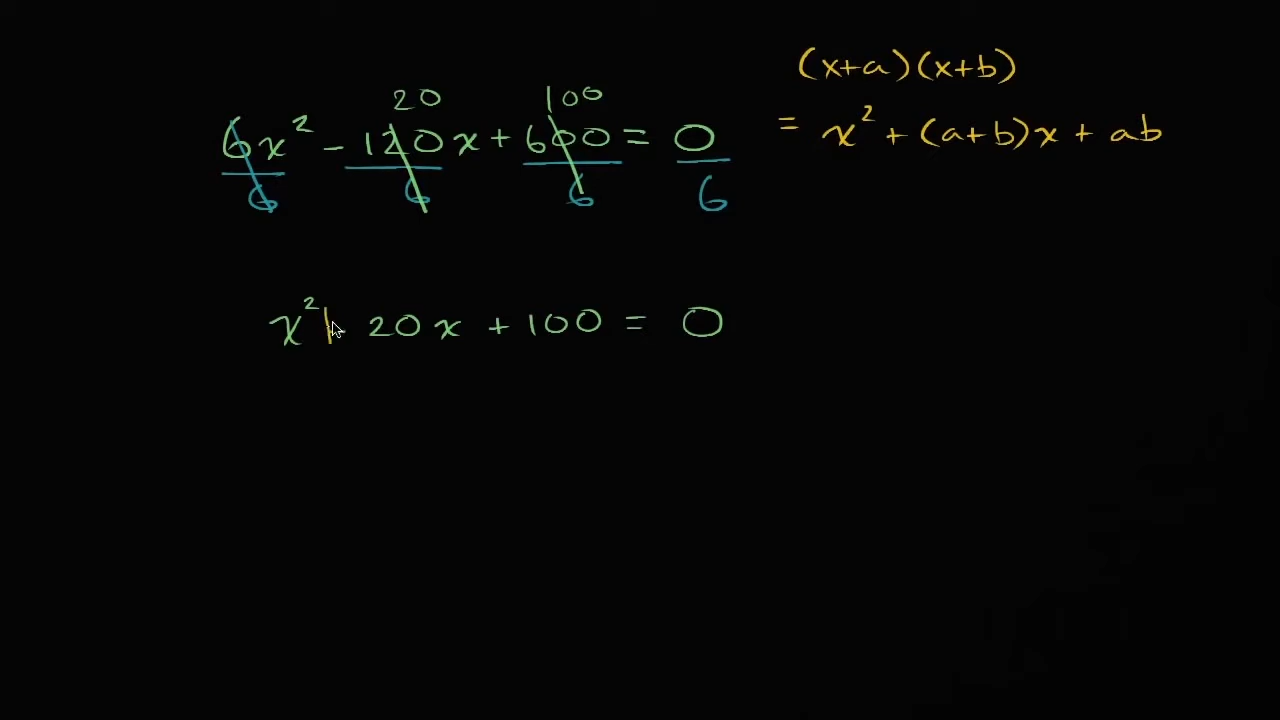 (x+a)(x+b)
= x² + (a+b)x + ab
20 100
6x² - 120x + 600 = 0
6 6 6 6
x² 20x + 100 = 0